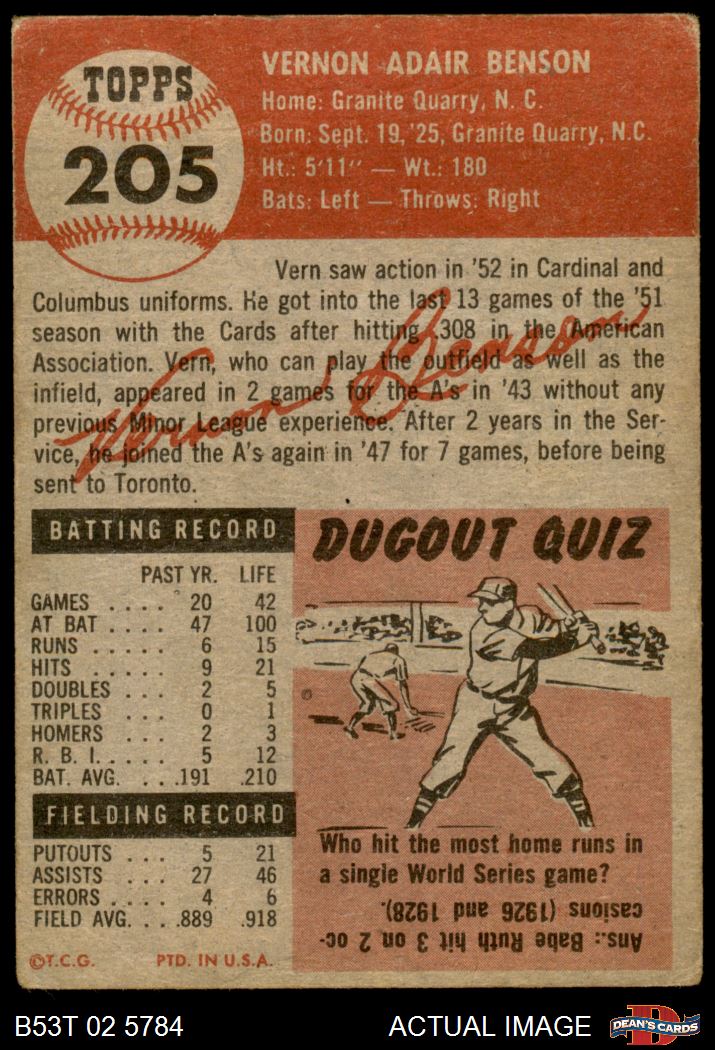 TOPPS
205
VERNON ADAIR BENSON
Home: Granite Quarry, N. C.
Born: Sept. 19, '25, Granite Quarry, N.C.
Ht.: 5'11" — Wt.: 180
Bats: Left — Throws: Right
Vern saw action in '52 in Cardinal and
Columbus uniforms. He got into the last 13 games of the '51
season with the Cards after hitting .308 in the American
Association. Vern, who can play the outfield as well as the
infield, appeared in 2 games for the A's in '43 without any
previous Minor League experience. After 2 years in the Ser-
vice, he joined the A's again in '47 for 7 games, before being
sent to Toronto.
Vernon Benson
BATTING RECORD
PAST YR. LIFE
GAMES .... 20 42
AT BAT .... 47 100
RUNS ..... 6 15
HITS ..... 9 21
DOUBLES ... 2 5
TRIPLES ... 0 1
HOMERS ... 2 3
R. B. I. .... 5 12
BAT. AVG. ...191 .210
FIELDING RECORD
PUTOUTS ... 5 21
ASSISTS ... 27 46
ERRORS .... 4 6
FIELD AVG. ...889 .918
©T.C.G. PTD. IN U.S.A.
DUGOUT QUIZ
Who hit the most home runs in
a single World Series game?
Ans.: Babe Ruth hit 3 on 2 oc-
casions (1926 and 1928).
B53T 02 5784 ACTUAL IMAGE DEAN'S CARDS